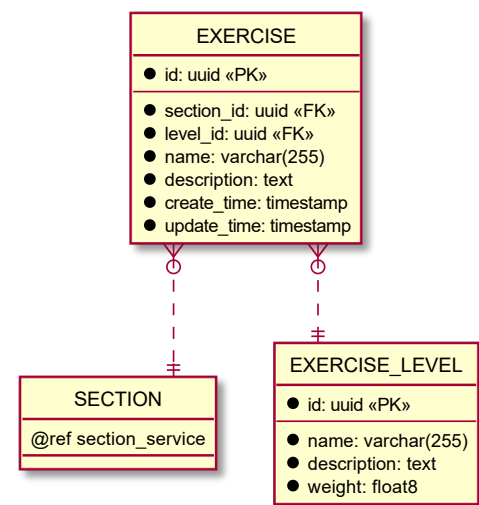 EXERCISE
id: uuid «PK»
section_id: uuid «FK»
level_id: uuid «FK»
name: varchar(255)
description: text
create_time: timestamp
update_time: timestamp
SECTION
@ref section_service
EXERCISE_LEVEL
id: uuid «PK»
name: varchar(255)
description: text
weight: float8